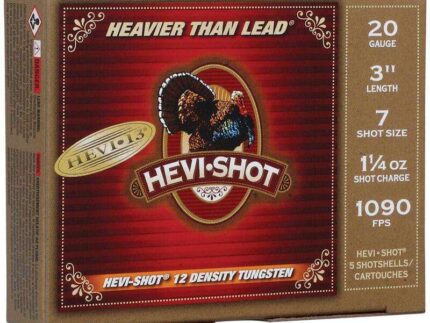 HEAVIER THAN LEAD®
HEVI-13®
HEVI•SHOT
HEVI-SHOT® 12 DENSITY TUNGSTEN
20
GAUGE
3"
LENGTH
7
SHOT SIZE
1¼ OZ
SHOT CHARGE
1090
FPS
HEVI•SHOT®
5 SHOTSHELLS/
CARTOUCHES
DANGER